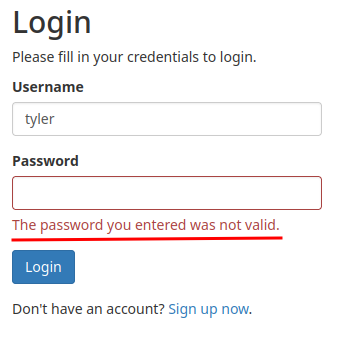 Login
Please fill in your credentials to login.
Username
tyler
Password
The password you entered was not valid.
Login
Don't have an account? Sign up now.